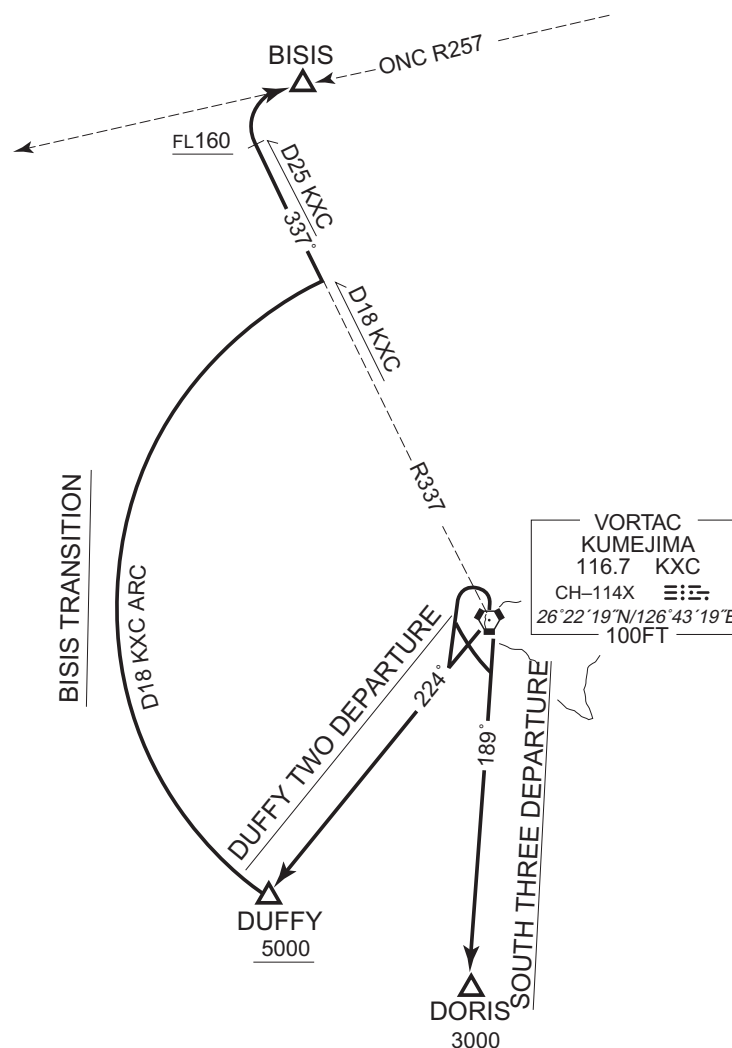 BISIS
ONC R257
FL160
D25 KXC
337°
D18 KXC
R337
BISIS TRANSITION
D18 KXC ARC
VORTAC
KUMEJIMA
116.7 KXC
CH–114X
26°22´19"N/126°43´19"E
100FT
DUFFY TWO DEPARTURE
224°
189°
SOUTH THREE DEPARTURE
DUFFY
5000
DORIS
3000